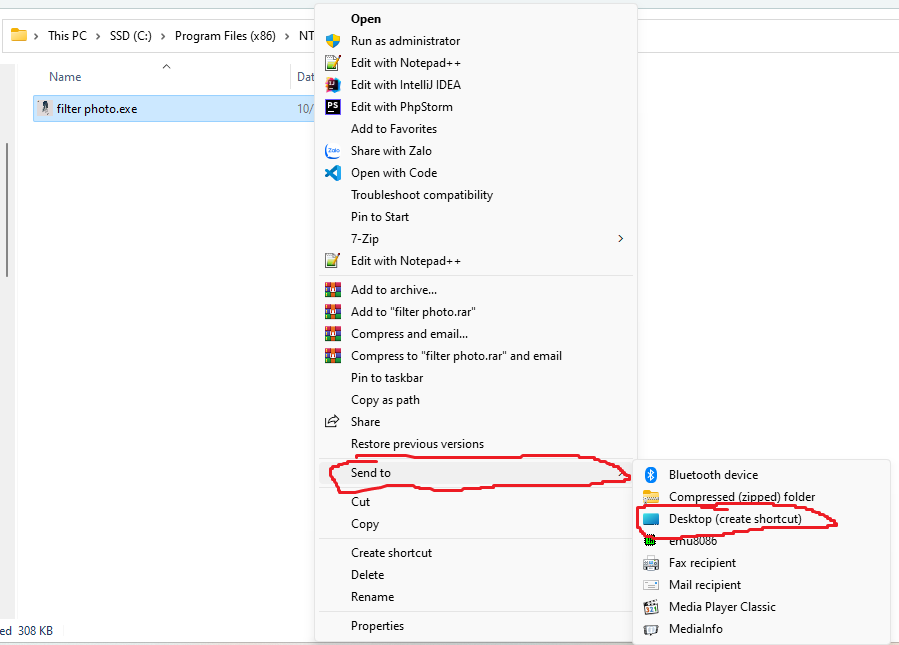 This PC > SSD (C:) > Program Files (x86) > NT
Name
Dat
filter photo.exe
10/
Open
Run as administrator
Edit with Notepad++
Edit with IntelliJ IDEA
PS
Edit with PhpStorm
Add to Favorites
Zalo
Share with Zalo
Open with Code
Troubleshoot compatibility
Pin to Start
7-Zip
Edit with Notepad++
Add to archive...
Add to "filter photo.rar"
Compress and email...
Compress to "filter photo.rar" and email
Pin to taskbar
Copy as path
Share
Restore previous versions
Send to
Cut
Copy
Create shortcut
Delete
Rename
Properties
Bluetooth device
Compressed (zipped) folder
Desktop (create shortcut)
emu8086
Fax recipient
Mail recipient
321
Media Player Classic
MediaInfo
ed 308 KB